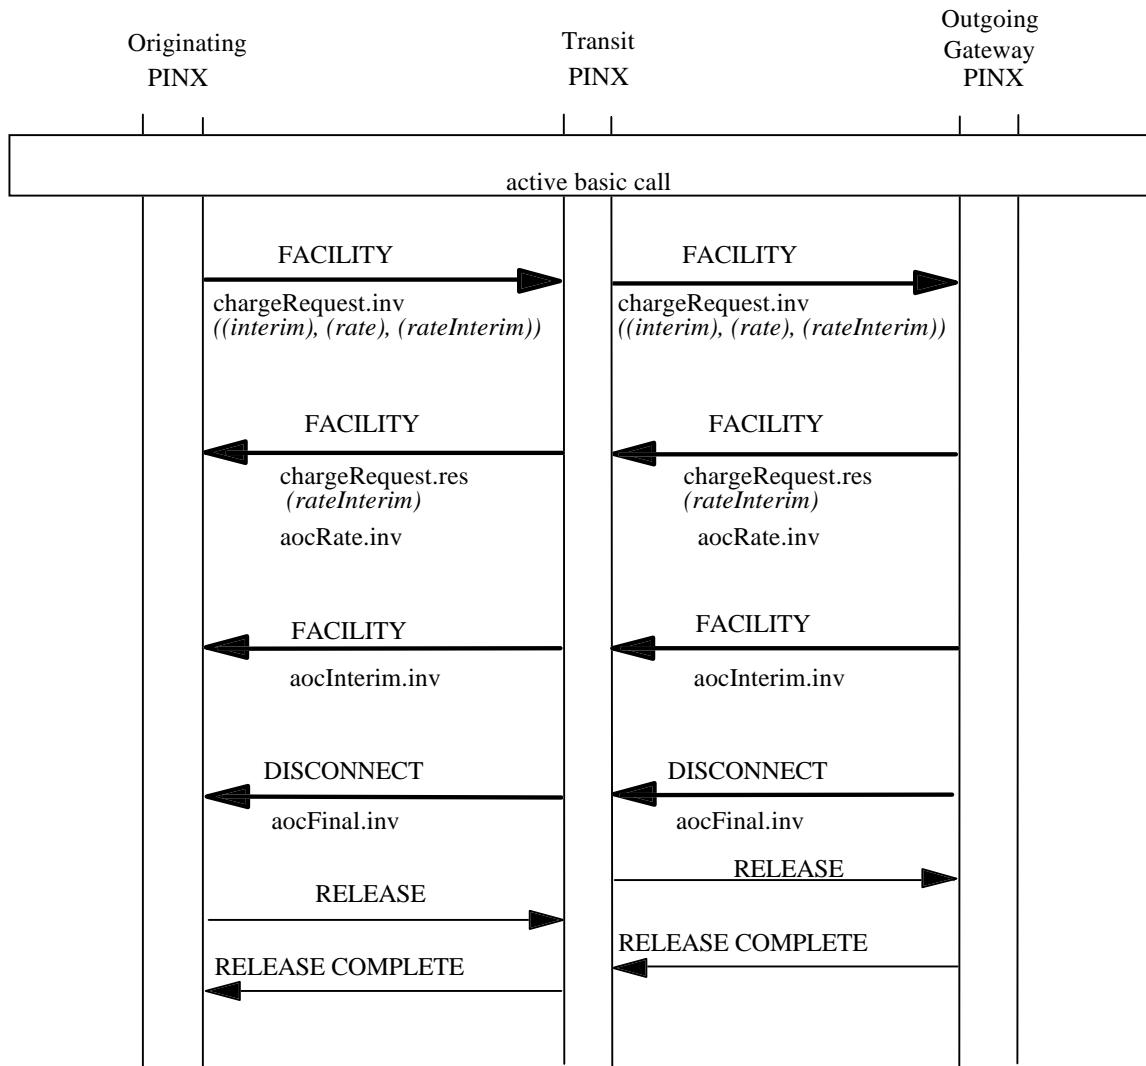 Originating
PINX
Transit
PINX
Outgoing
Gateway
PINX
active basic call
FACILITY
chargeRequest.inv
((interim), (rate), (rateInterim))
FACILITY
chargeRequest.inv
((interim), (rate), (rateInterim))
FACILITY
chargeRequest.res
(rateInterim)
aocRate.inv
FACILITY
chargeRequest.res
(rateInterim)
aocRate.inv
FACILITY
aocInterim.inv
FACILITY
aocInterim.inv
DISCONNECT
aocFinal.inv
DISCONNECT
aocFinal.inv
RELEASE
RELEASE
RELEASE COMPLETE
RELEASE COMPLETE